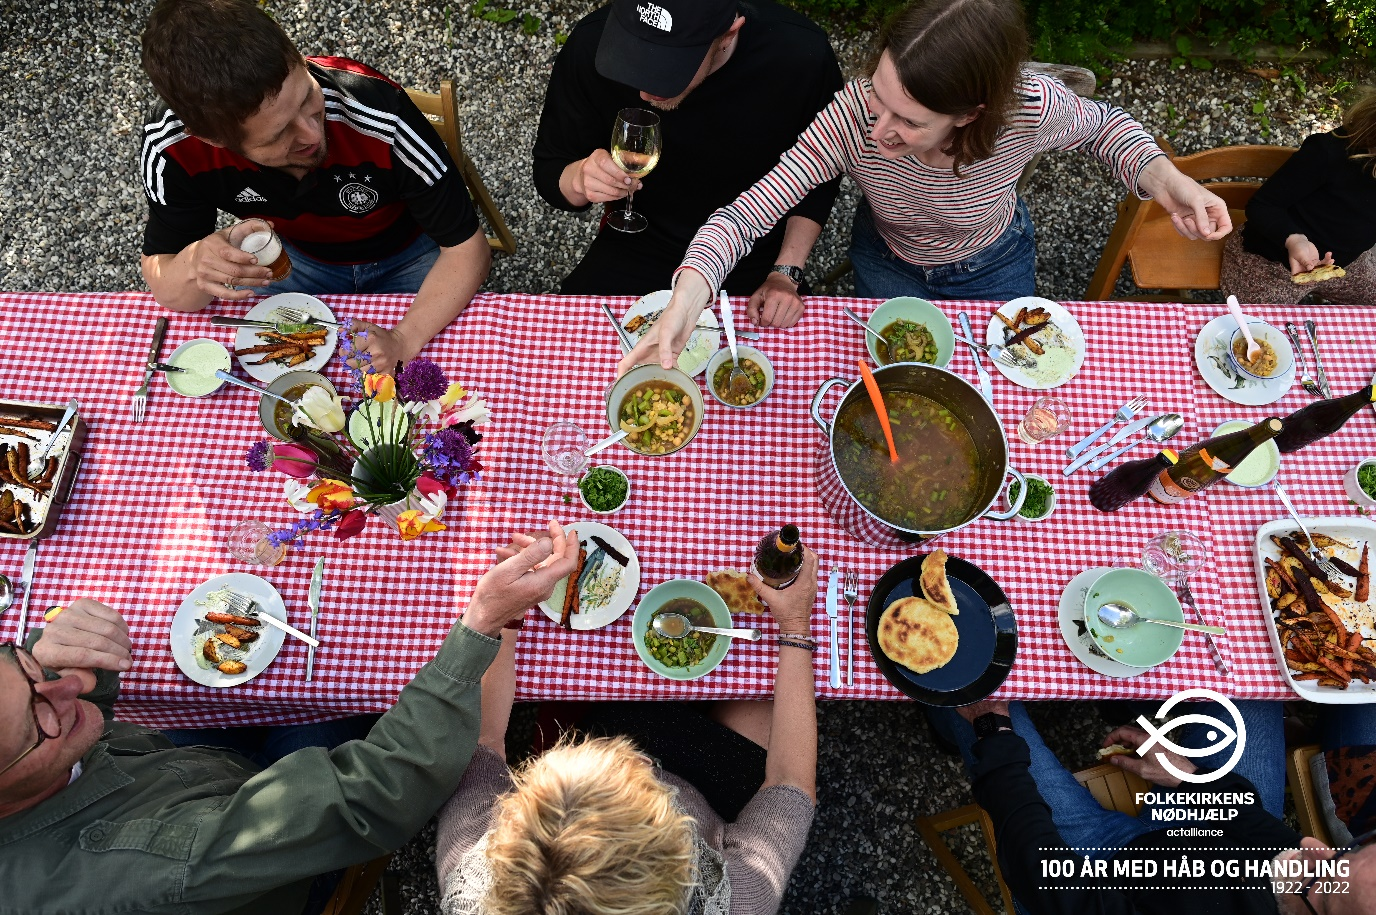 THE
NORTH
FACE
adidas
FOLKEKIRKENS
NØDHJÆLP
actalliance
100 ÅR MED HÅB OG HANDLING
1922 - 2022